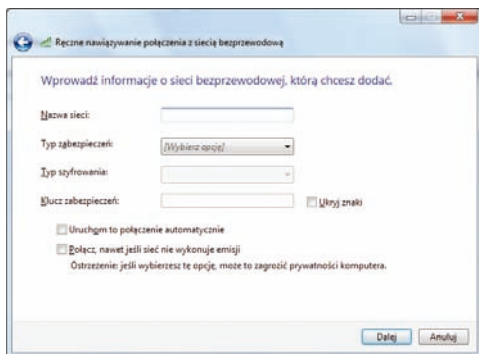 Ręczne nawiązywanie połączenia z siecią bezprzewodową
Wprowadź informacje o sieci bezprzewodowej, którą chcesz dodać.
Nazwa sieci:
Typ zabezpieczeń: [Wybierz opcję]
Typ szyfrowania:
Klucz zabezpieczeń: Ukryj znaki
Uruchom to połączenie automatycznie
Połącz, nawet jeśli sieć nie wykonuje emisji
Ostrzeżenie: jeśli wybierzesz tę opcję, może to zagrozić prywatności komputera.
Dalej Anuluj